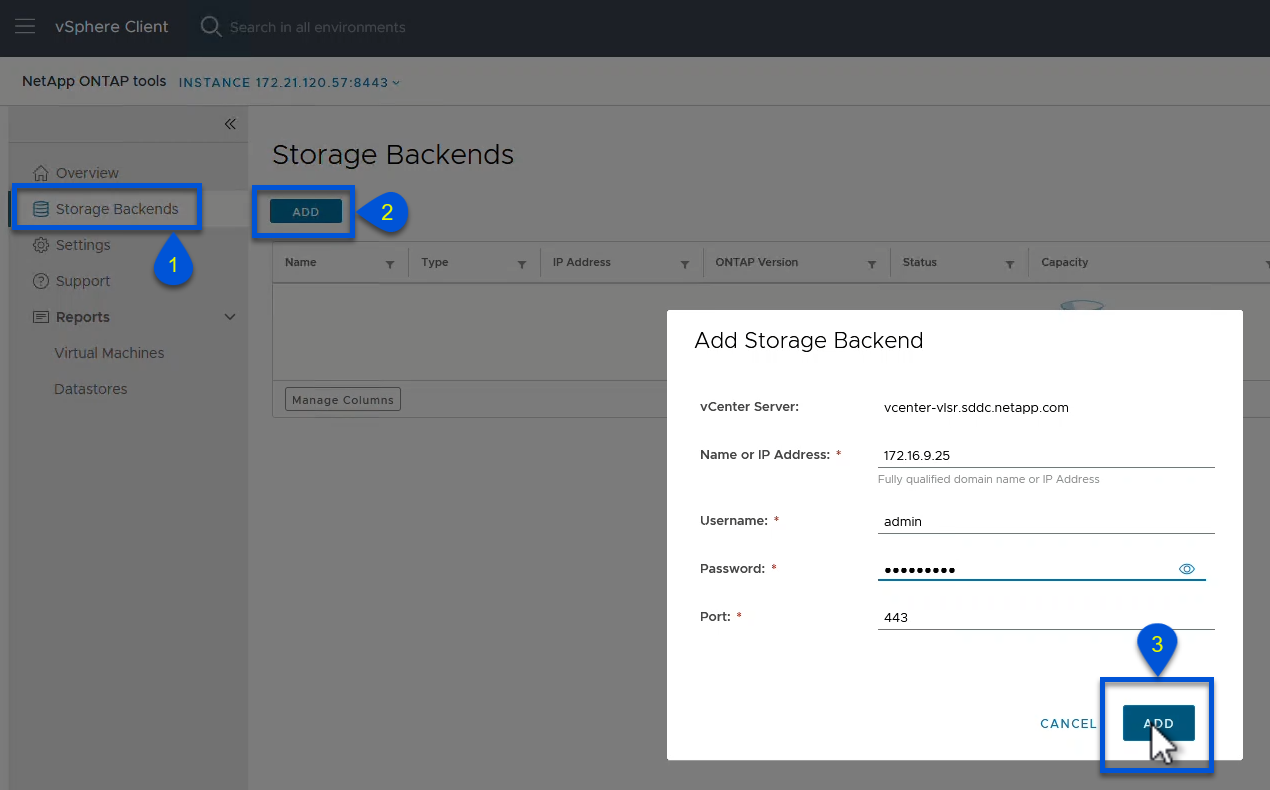 vSphere Client
Search in all environments
NetApp ONTAP tools INSTANCE 172.21.120.57:8443
Storage Backends
Overview
Storage Backends
ADD
2
Settings
1
Support
Name Type IP Address ONTAP Version Status Capacity
Reports
Virtual Machines
Datastores
Manage Columns
Add Storage Backend
vCenter Server: vcenter-vlsr.sddc.netapp.com
Name or IP Address: * 172.16.9.25
Fully qualified domain name or IP Address
Username: * admin
Password: * •••••••••
Port: * 443
3
CANCEL ADD